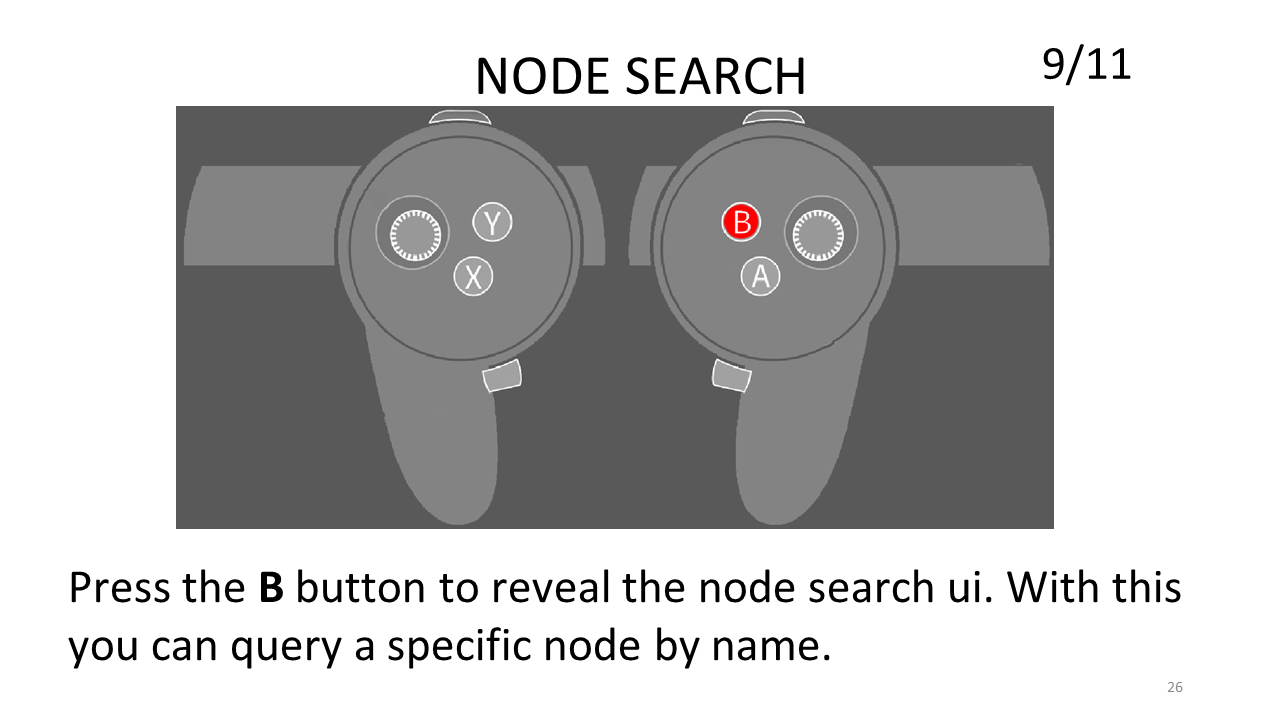 NODE SEARCH
9/11
Y
X
B
A
Press the B button to reveal the node search ui. With this
you can query a specific node by name.
26